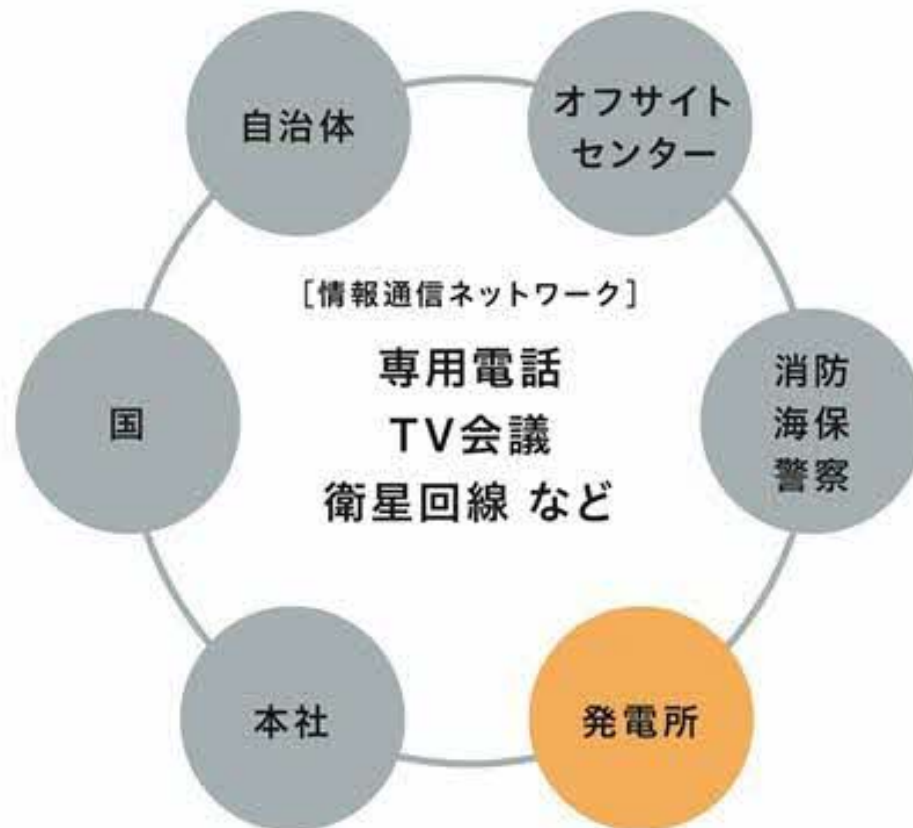 自治体
オフサイト
センター
[情報通信ネットワーク]
専用電話
TV会議
衛星回線 など
国
消防
海保
警察
本社
発電所